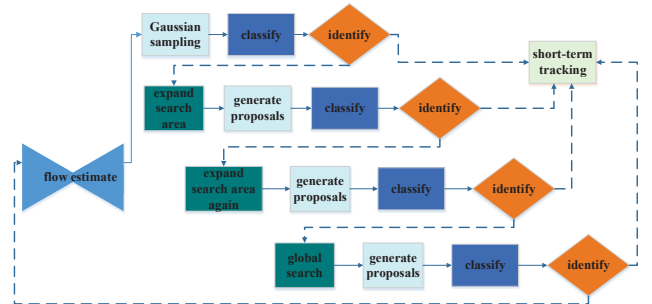 Gaussian
sampling
classify
identify
short-term
tracking
expand
search
area
generate
proposals
classify
identify
flow estimate
expand
search area
again
generate
proposals
classify
identify
global
search
generate
proposals
classify
identify